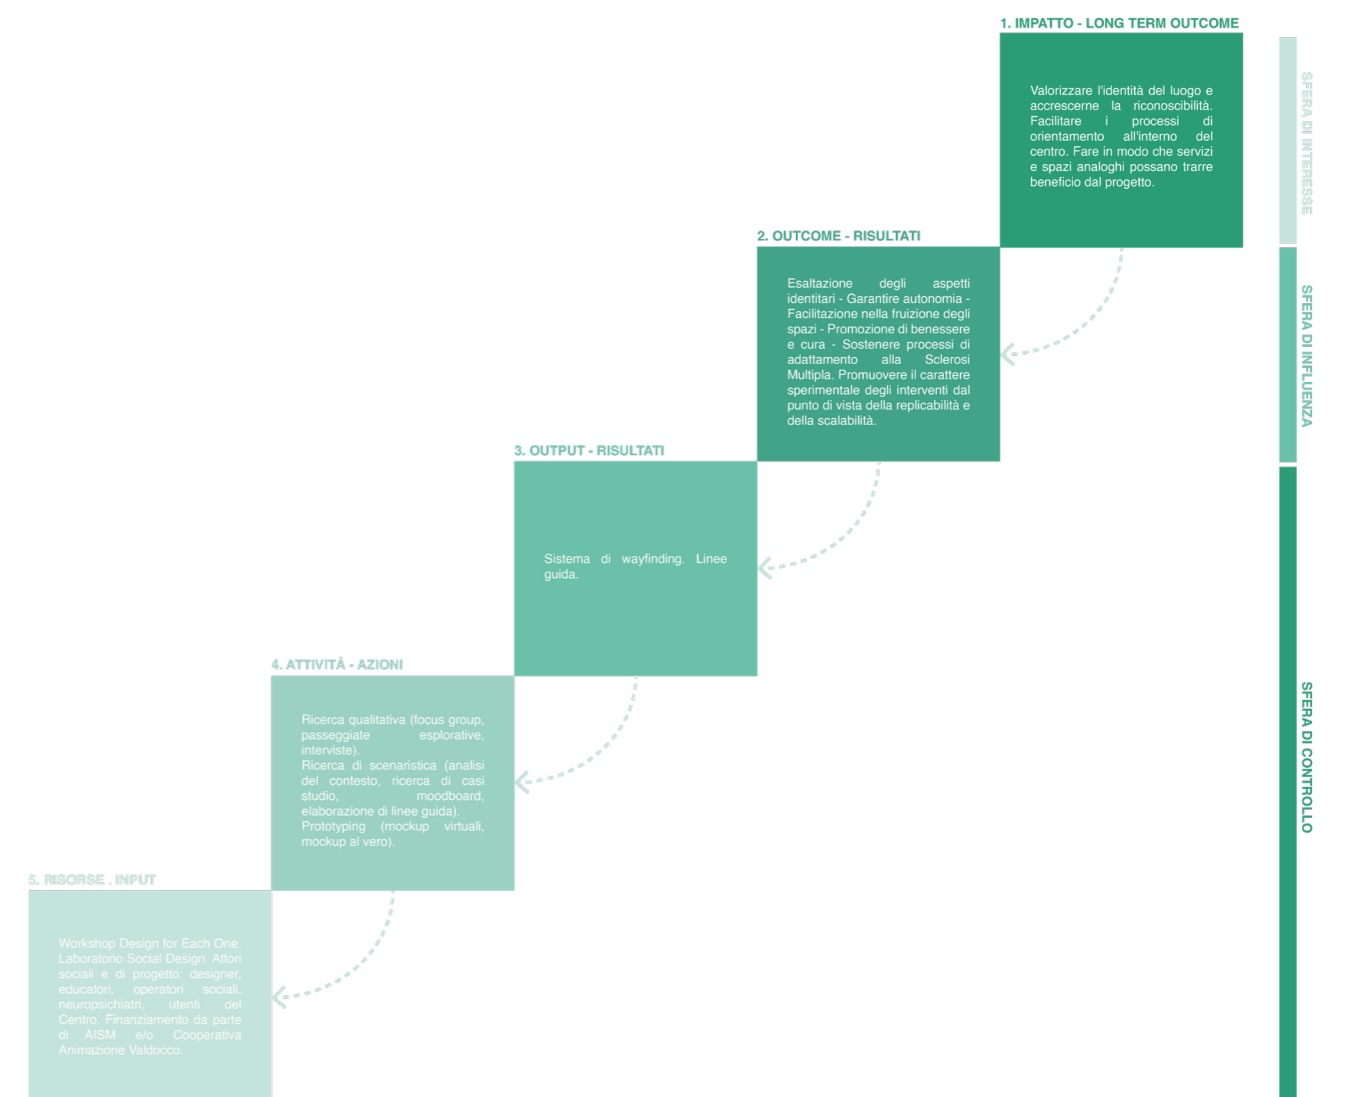 1. IMPATTO - LONG TERM OUTCOME
Valorizzare l'identità del luogo e
accrescerne la riconoscibilità.
Facilitare i processi di
orientamento all'interno del
centro. Fare in modo che servizi
e spazi analoghi possano trarre
beneficio dal progetto.
SFERA DI INTERESSE
2. OUTCOME - RISULTATI
Esaltazione degli aspetti
identitari - Garantire autonomia -
Facilitazione nella fruizione degli
spazi - Promozione di benessere
e cura - Sostenere processi di
adattamento alla Sclerosi
Multipla. Promuovere il carattere
sperimentale degli interventi dal
punto di vista della replicabilità e
della scalabilità.
SFERA DI INFLUENZA
3. OUTPUT - RISULTATI
Sistema di wayfinding. Linee
guida.
4. ATTIVITÀ - AZIONI
Ricerca qualitativa (focus group,
passeggiate esplorative,
interviste).
Ricerca di scenaristica (analisi
del contesto, ricerca di casi
studio, moodboard,
elaborazione di linee guida).
Prototyping (mockup virtuali,
mockup al vero).
SFERA DI CONTROLLO
5. RISORSE . INPUT
Workshop Design for Each One.
Laboratorio Social Design. Attori
sociali e di progetto: designer,
educatori, operatori sociali,
neuropsichiatri, utenti del
Centro. Finanziamento da parte
di AISM e/o Cooperativa
Animazione Valdocco.